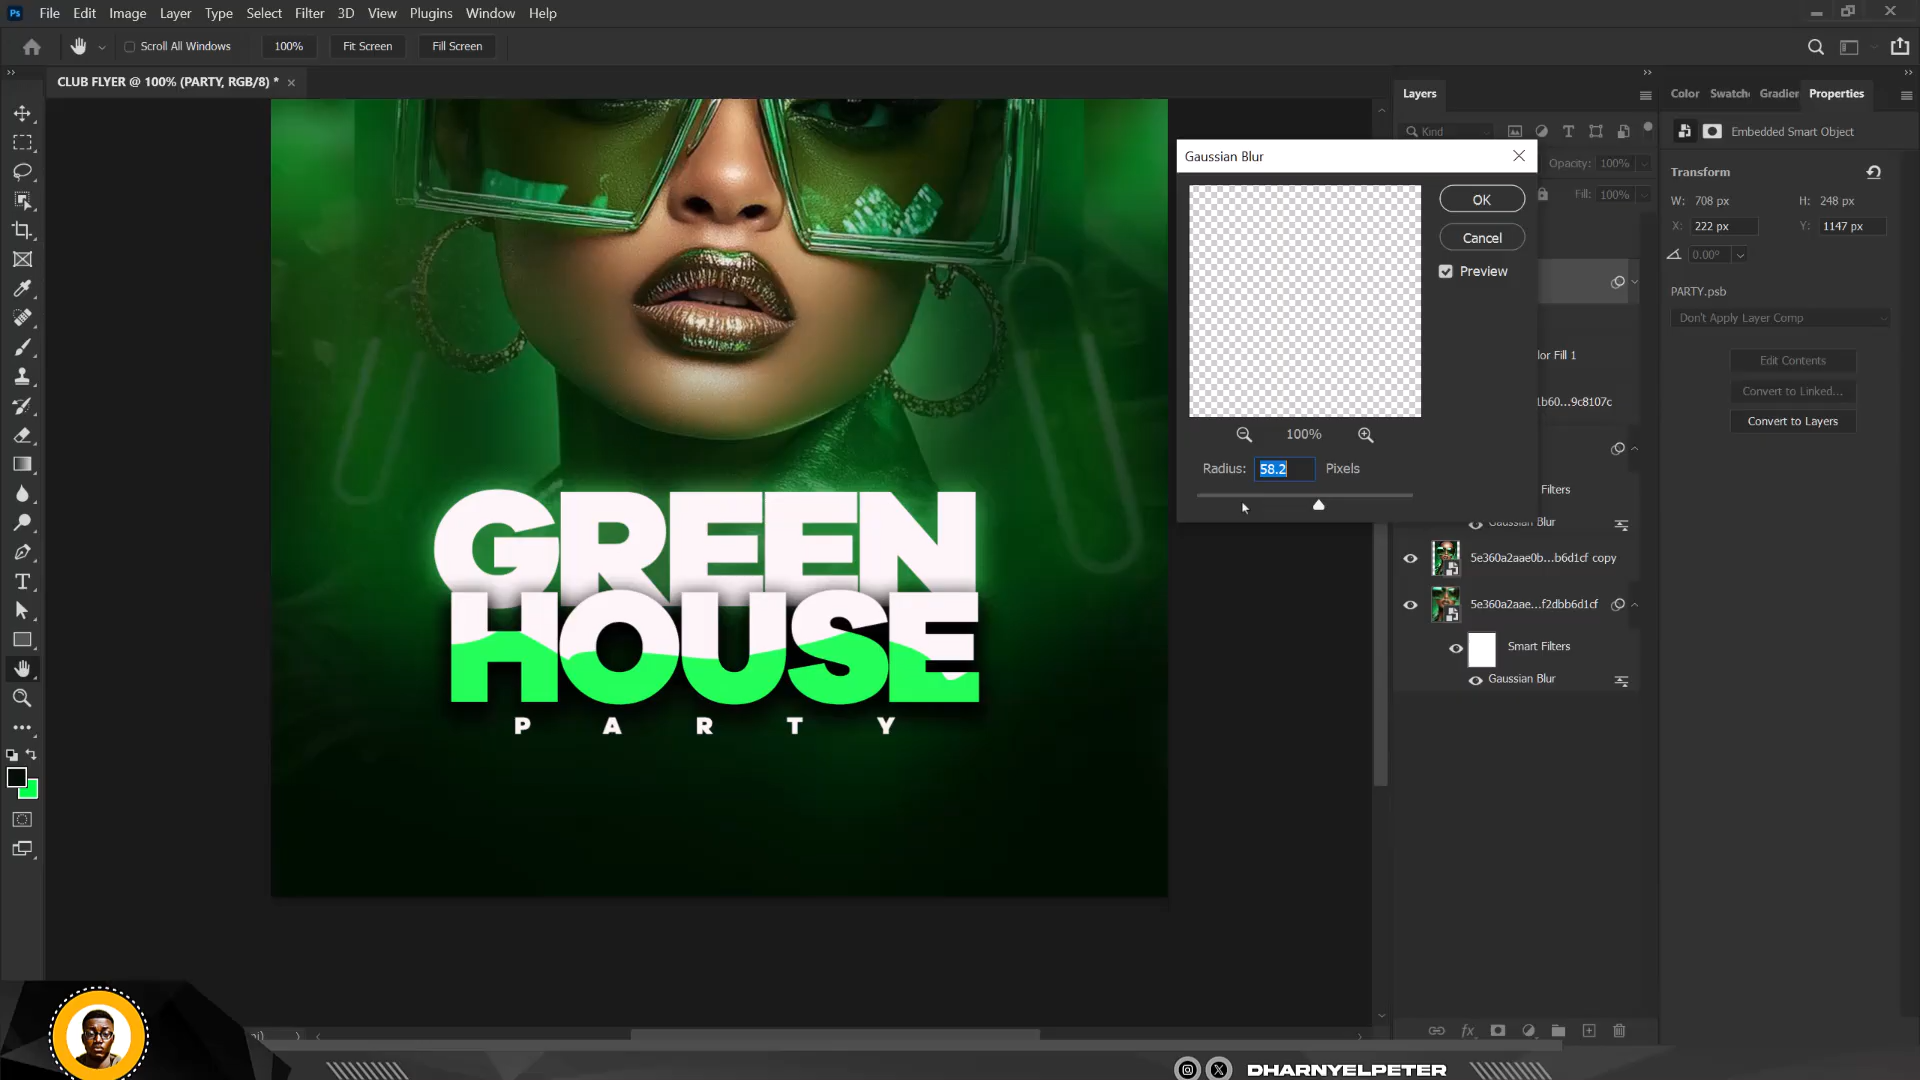 Ps File Edit Image Layer Type Select Filter 3D View Plugins Window Help
Scroll All Windows 100% Fit Screen Fill Screen
CLUB FLYER @ 100% (PARTY, RGB/8) * ×
Layers
Color Swatch Gradier Properties
Kind
Embedded Smart Object
Opacity: 100%
Fill: 100%
Transform
W: 708 px H: 248 px
X: 222 px Y: 1147 px
0.00°
PARTY.psb
Don't Apply Layer Comp
Edit Contents
Convert to Linked...
Convert to Layers
Gaussian Blur
OK
Cancel
Preview
100%
Radius: 58.2 Pixels
lor Fill 1
1b60...9c8107c
Filters
Gaussian Blur
5e360a2aae0b...b6d1cf copy
5e360a2aae...f2dbb6d1cf
Smart Filters
Gaussian Blur
GREEN
HOUSE
PARTY
fx
DHARNYELPETER